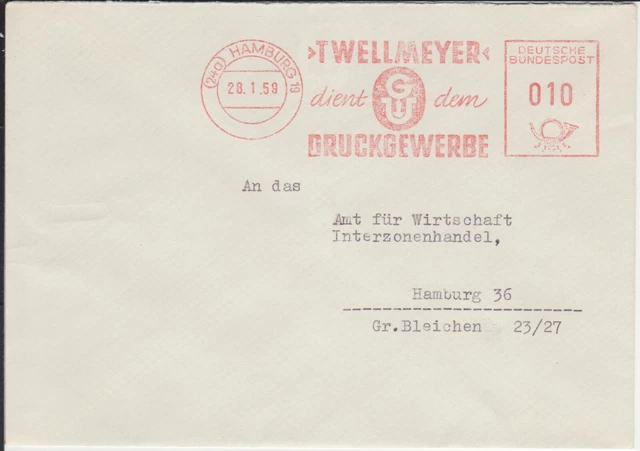 (24a) HAMBURG 19
28.1.59
›TWELLMEYER‹
dient GU dem
DRUCKGEWERBE
DEUTSCHE
BUNDESPOST
010
An das
Amt für Wirtschaft
Interzonenhandel,
Hamburg 36
Gr.Bleichen 23/27